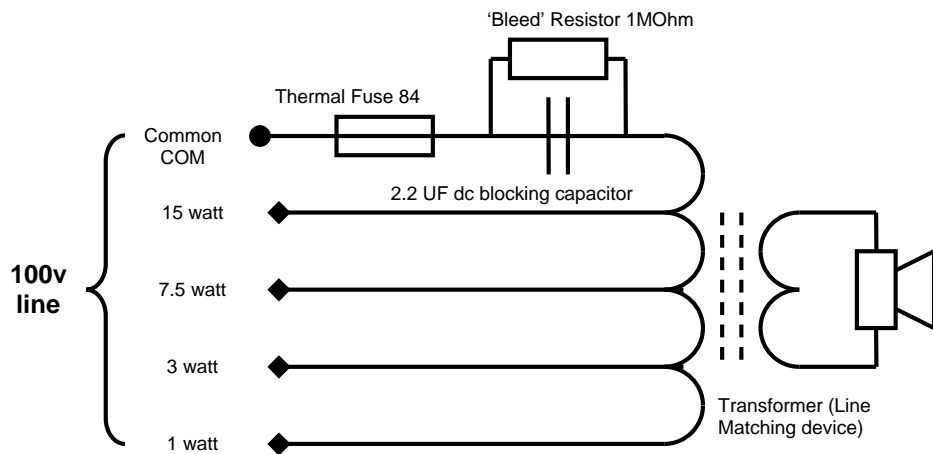 ‘Bleed’ Resistor 1MOhm
Thermal Fuse 84
Common
COM
2.2 UF dc blocking capacitor
15 watt
100v
line
7.5 watt
3 watt
Transformer (Line
Matching device)
1 watt